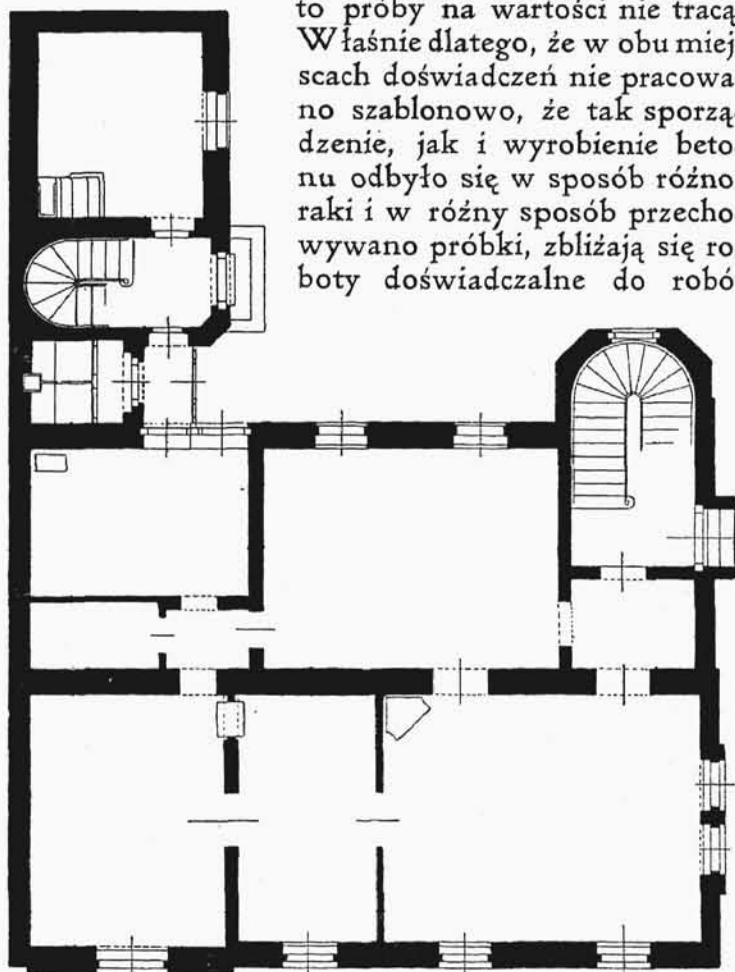 to próby na wartości nie tracą
Właśnie dlatego, że w obu miej
scach doświadczeń nie pracowa
no szablonowo, że tak sporzą
dzenie, jak i wyrobienie beto
nu odbyło się w sposób różno
raki i w różny sposób przecho
wywano próbki, zbliżają się ro
boty doświadczalne do robó